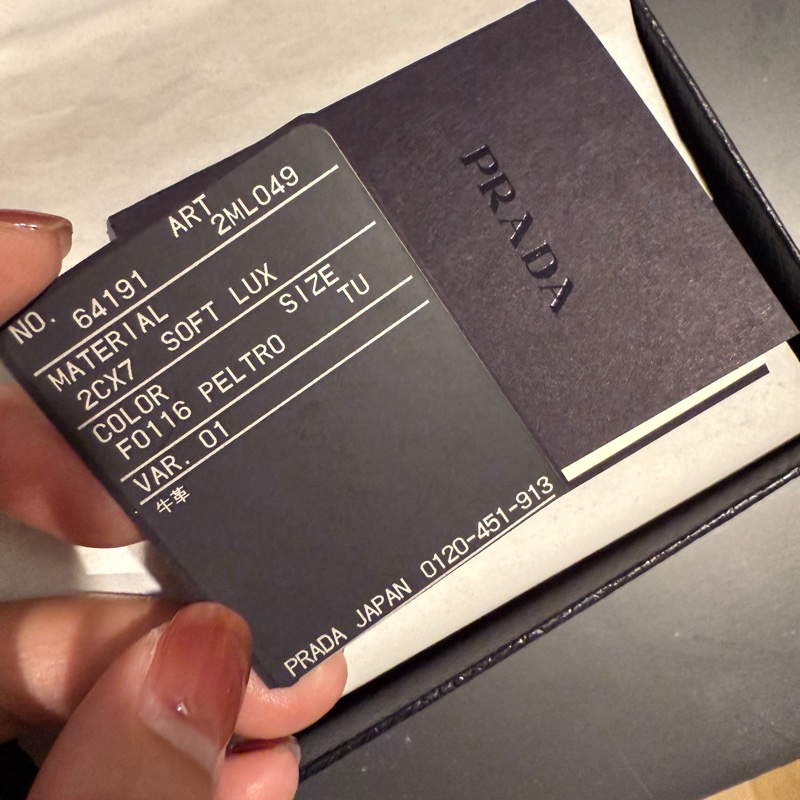 ART
2ML049
NO. 64191
MATERIAL
2CX7 SOFT LUX
SIZE
TU
COLOR
F0116 PELTRO
VAR. 01
牛革
PRADA JAPAN 0120-451-913
PRADA